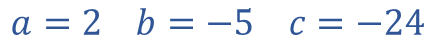 a = 2 b = −5 c = −24